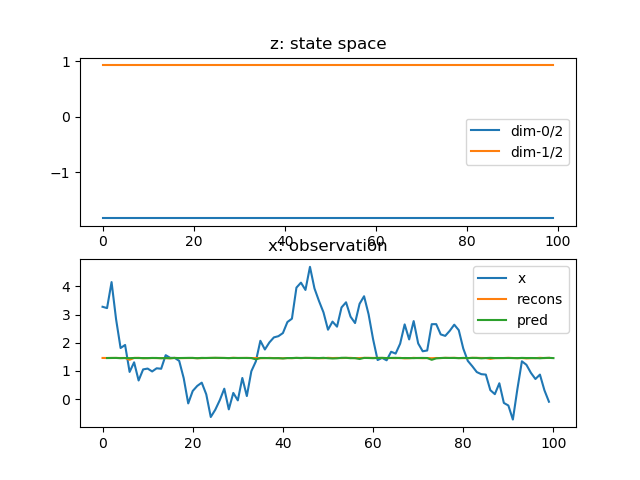 z: state space
1
0
−1
dim-0/2
dim-1/2
0 20 40 60 80 100
x: observation
4
3
2
1
0
x
recons
pred
0 20 40 60 80 100